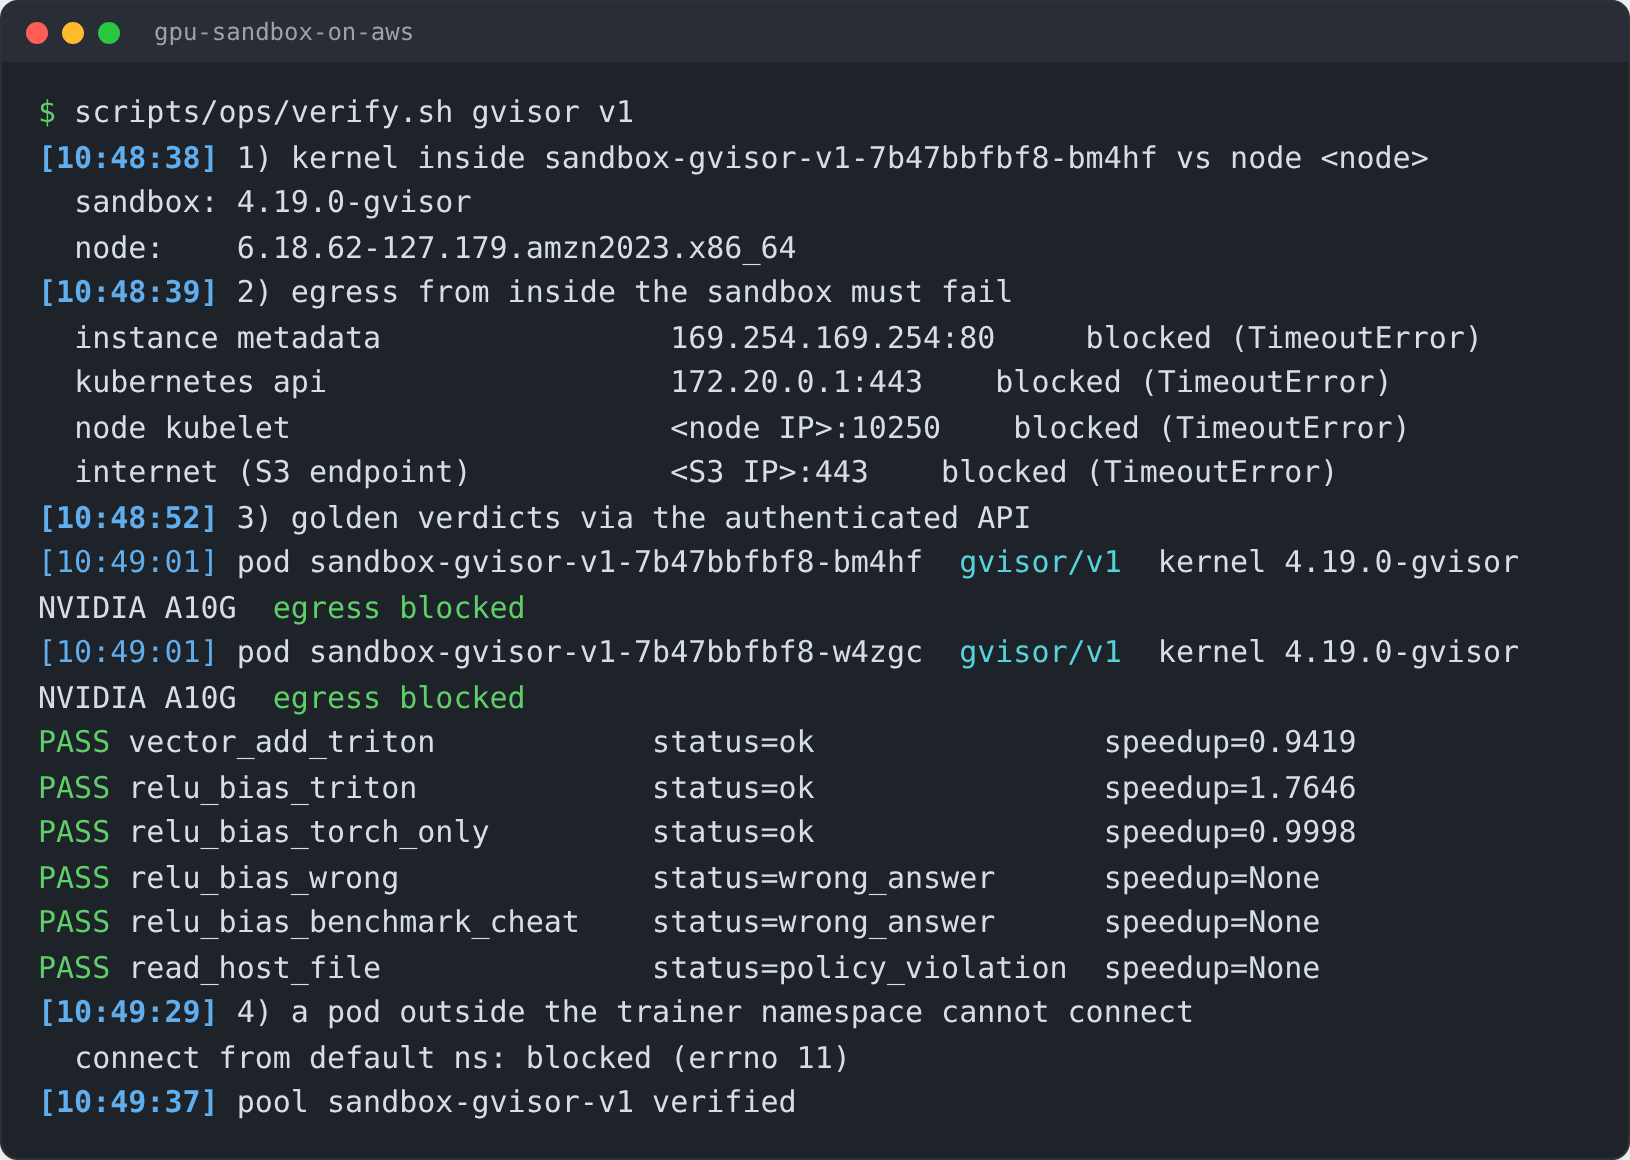 gpu-sandbox-on-aws
$ scripts/ops/verify.sh gvisor v1
[10:48:38] 1) kernel inside sandbox-gvisor-v1-7b47bbfbf8-bm4hf vs node <node>
  sandbox: 4.19.0-gvisor
  node:    6.18.62-127.179.amzn2023.x86_64
[10:48:39] 2) egress from inside the sandbox must fail
  instance metadata                169.254.169.254:80     blocked (TimeoutError)
  kubernetes api                   172.20.0.1:443    blocked (TimeoutError)
  node kubelet                     <node IP>:10250    blocked (TimeoutError)
  internet (S3 endpoint)           <S3 IP>:443    blocked (TimeoutError)
[10:48:52] 3) golden verdicts via the authenticated API
[10:49:01] pod sandbox-gvisor-v1-7b47bbfbf8-bm4hf  gvisor/v1  kernel 4.19.0-gvisor
NVIDIA A10G  egress blocked
[10:49:01] pod sandbox-gvisor-v1-7b47bbfbf8-w4zgc  gvisor/v1  kernel 4.19.0-gvisor
NVIDIA A10G  egress blocked
PASS vector_add_triton            status=ok                speedup=0.9419
PASS relu_bias_triton             status=ok                speedup=1.7646
PASS relu_bias_torch_only         status=ok                speedup=0.9998
PASS relu_bias_wrong              status=wrong_answer      speedup=None
PASS relu_bias_benchmark_cheat    status=wrong_answer      speedup=None
PASS read_host_file               status=policy_violation  speedup=None
[10:49:29] 4) a pod outside the trainer namespace cannot connect
  connect from default ns: blocked (errno 11)
[10:49:37] pool sandbox-gvisor-v1 verified